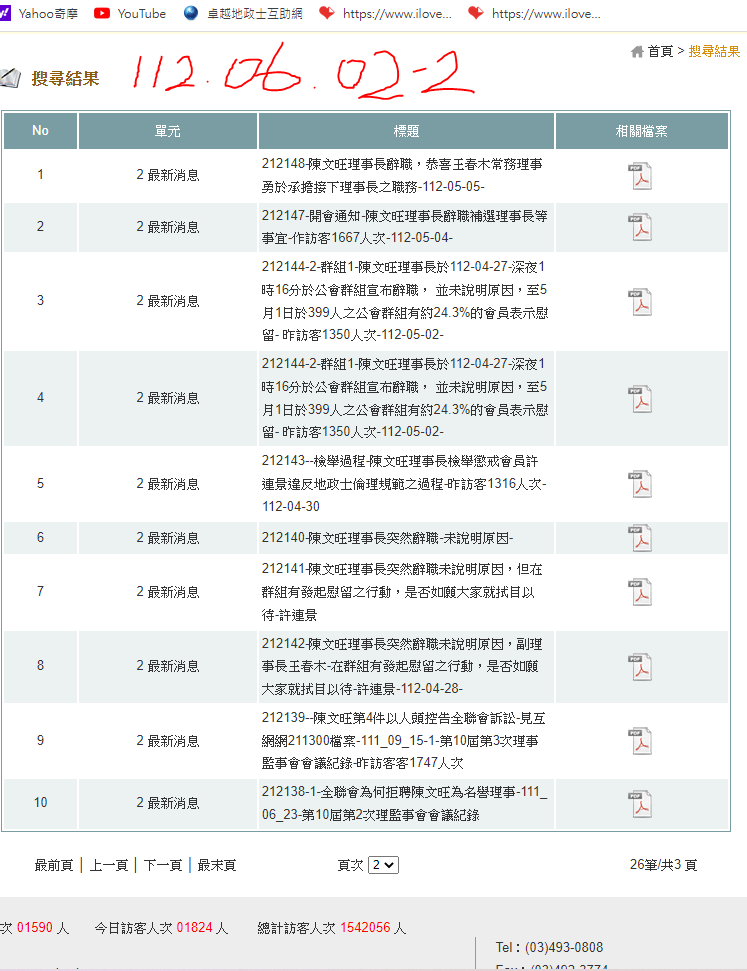 Yahoo奇摩 YouTube 卓越地政士互助網 https://www.ilove... https://www.ilove...
首頁 > 搜尋結果
搜尋結果 112.06.02-2
No 單元 標題 相關檔案
1 2 最新消息 212148-陳文旺理事長辭職，恭喜王春木常務理事
勇於承擔接下理事長之職務-112-05-05-
2 2 最新消息 212147-開會通知-陳文旺理事長辭職補選理事長等
事宜-作訪客1667人次-112-05-04-
3 2 最新消息 212144-2-群組1-陳文旺理事長於112-04-27-深夜1
時16分於公會群組宣布辭職， 並未說明原因，至5
月1日於399人之公會群組有約24.3%的會員表示慰
留- 昨訪客1350人次-112-05-02-
4 2 最新消息 212144-2-群組1-陳文旺理事長於112-04-27-深夜1
時16分於公會群組宣布辭職， 並未說明原因，至5
月1日於399人之公會群組有約24.3%的會員表示慰
留- 昨訪客1350人次-112-05-02-
5 2 最新消息 212143--檢舉過程-陳文旺理事長檢舉懲戒會員許
連景違反地政士倫理規範之過程-昨訪客1316人次-
112-04-30
6 2 最新消息 212140-陳文旺理事長突然辭職-未說明原因-
7 2 最新消息 212141-陳文旺理事長突然辭職未說明原因，但在
群組有發起慰留之行動，是否如願大家就拭目以
待-許連景
8 2 最新消息 212142-陳文旺理事長突然辭職未說明原因，副理
事長王春木-在群組有發起慰留之行動，是否如願
大家就拭目以待-許連景-112-04-28-
9 2 最新消息 212139--陳文旺第4件以人頭控告全聯會訴訟-見互
網網211300檔案-111_09_15-1-第10屆第3次理事
監事會會議紀錄-昨訪客客1747人次
10 2 最新消息 212138-1-全聯會為何拒聘陳文旺為名譽理事-111_
06_23-第10屆第2次理監事會會議紀錄
最前頁 | 上一頁 | 下一頁 | 最末頁 頁次 2 26筆/共3 頁
次 01590 人 今日訪客人次 01824 人 總計訪客人次 1542056 人
Tel：(03)493-0808